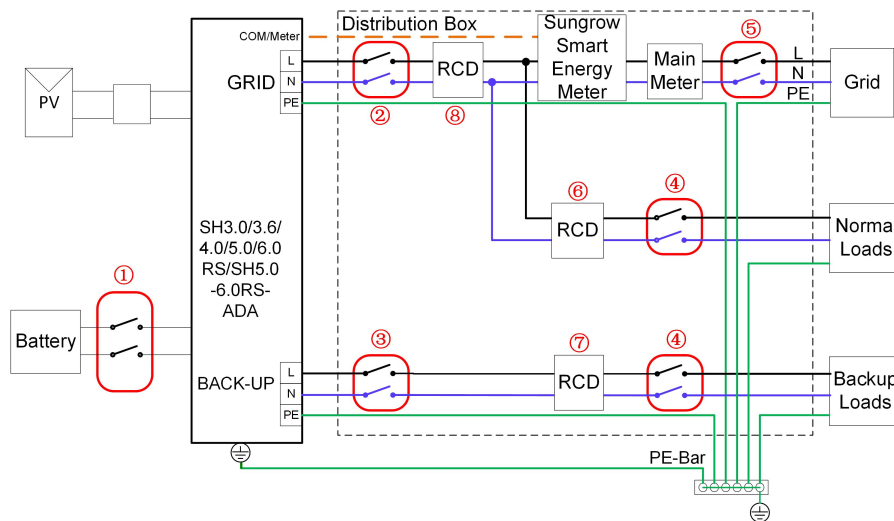 Distribution Box
COM/Meter
L
N
PE
GRID
②
RCD
⑧
Sungrow
Smart
Energy
Meter
Main
Meter
⑤
L
N
PE
Grid
PV
⑥
RCD
④
Normal
Loads
SH3.0/3.6/
4.0/5.0/6.0
RS/SH5.0
-6.0RS-
ADA
①
Battery
BACK-UP
L
N
PE
③
⑦
RCD
④
Backup
Loads
PE-Bar